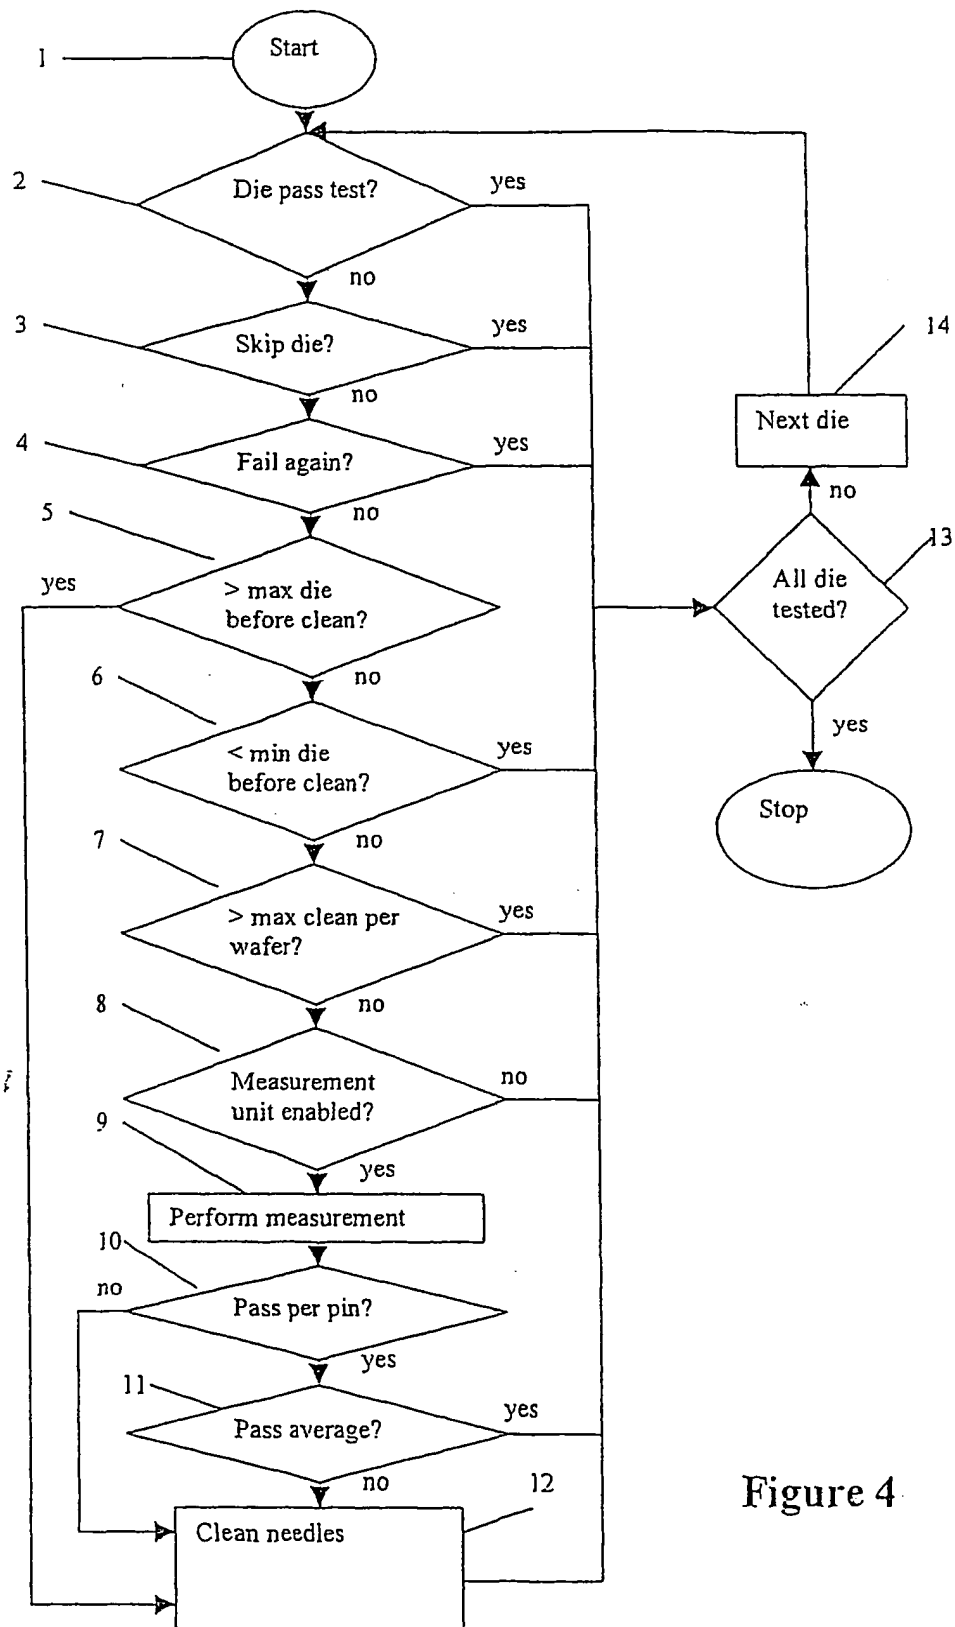 1
Start
2
Die pass test?
yes
no
3
Skip die?
yes
14
no
Next die
4
Fail again?
yes
no
no
5
13
yes
> max die
before clean?
All die
tested?
no
6
yes
< min die
before clean?
yes
Stop
no
7
> max clean per
wafer?
yes
no
8
Measurement
unit enabled?
no
9
yes
Perform measurement
10
no
Pass per pin?
yes
11
Pass average?
yes
no
12
Clean needles
Figure 4